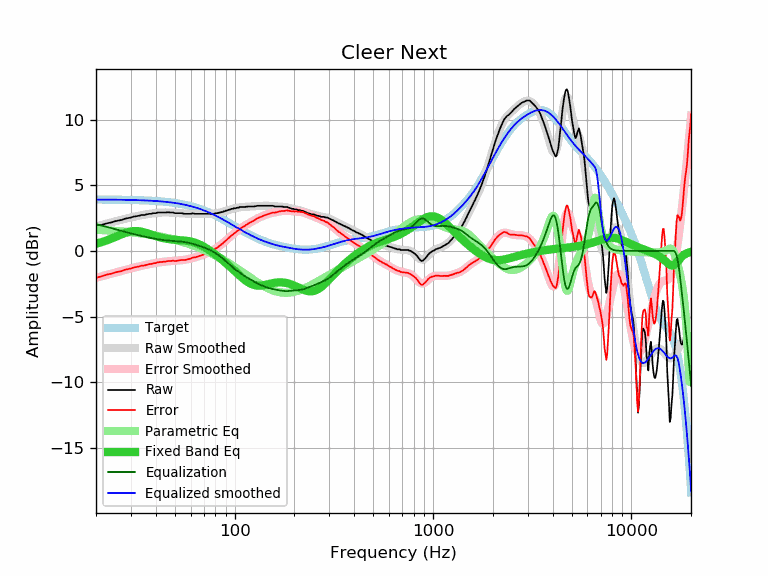 Cleer Next
Amplitude (dBr)
10
5
0
−5
−10
−15
Target
Raw Smoothed
Error Smoothed
Raw
Error
Parametric Eq
Fixed Band Eq
Equalization
Equalized smoothed
100
1000
10000
Frequency (Hz)